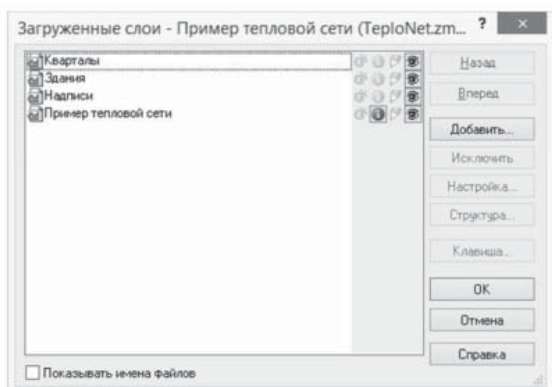 Загруженные слои - Пример тепловой сети (TeploNet.zm... ? ×
Кварталы
Здания
Надписи
Пример тепловой сети
Назад
Вперед
Добавить...
Исключить
Настройка...
Структура...
Клавиша...
OK
Отмена
Справка
Показывать имена файлов